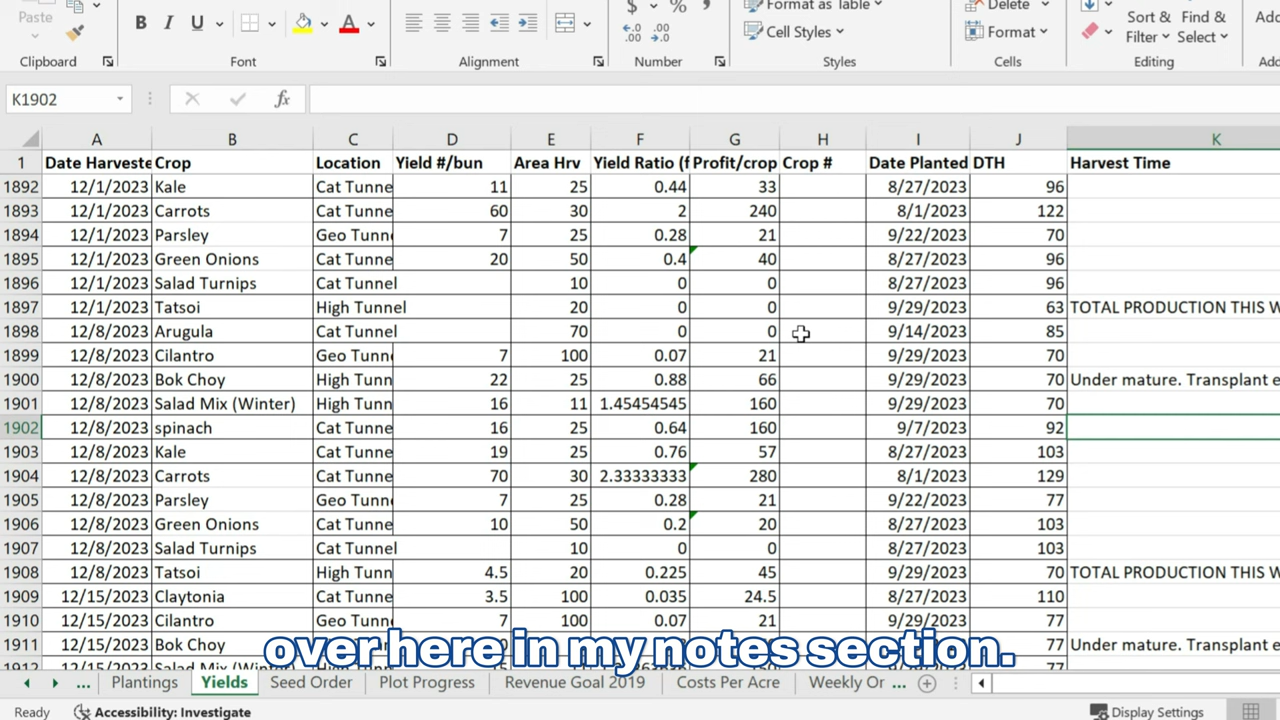 Paste
B I U A
$ % ,
Format as Table
Cell Styles
Delete
Format
Sort & Find &
Filter Select
Clipboard Font Alignment Number Styles Cells Editing
K1902 fx
A B C D E F G H I J K
1 Date Harveste Crop Location Yield #/bun Area Hrv Yield Ratio (f Profit/crop Crop # Date Planted DTH Harvest Time
1892 12/1/2023 Kale Cat Tunne 11 25 0.44 33 8/27/2023 96
1893 12/1/2023 Carrots Cat Tunne 60 30 2 240 8/1/2023 122
1894 12/1/2023 Parsley Geo Tunn 7 25 0.28 21 9/22/2023 70
1895 12/1/2023 Green Onions Cat Tunne 20 50 0.4 40 8/27/2023 96
1896 12/1/2023 Salad Turnips Cat Tunnel 10 0 0 8/27/2023 96
1897 12/1/2023 Tatsoi High Tunnel 20 0 0 9/29/2023 63 TOTAL PRODUCTION THIS W
1898 12/8/2023 Arugula Cat Tunnel 70 0 0 9/14/2023 85
1899 12/8/2023 Cilantro Geo Tunn 7 100 0.07 21 9/29/2023 70
1900 12/8/2023 Bok Choy High Tunn 22 25 0.88 66 9/29/2023 70 Under mature. Transplant e
1901 12/8/2023 Salad Mix (Winter) High Tunn 16 11 1.45454545 160 9/29/2023 70
1902 12/8/2023 spinach Cat Tunne 16 25 0.64 160 9/7/2023 92
1903 12/8/2023 Kale Cat Tunne 19 25 0.76 57 8/27/2023 103
1904 12/8/2023 Carrots Cat Tunne 70 30 2.33333333 280 8/1/2023 129
1905 12/8/2023 Parsley Geo Tunn 7 25 0.28 21 9/22/2023 77
1906 12/8/2023 Green Onions Cat Tunne 10 50 0.2 20 8/27/2023 103
1907 12/8/2023 Salad Turnips Cat Tunnel 10 0 0 8/27/2023 103
1908 12/8/2023 Tatsoi High Tunn 4.5 20 0.225 45 9/29/2023 70 TOTAL PRODUCTION THIS W
1909 12/15/2023 Claytonia Cat Tunne 3.5 100 0.035 24.5 8/27/2023 110
1910 12/15/2023 Cilantro Geo Tunn 7 100 0.07 21 9/29/2023 77
1911 12/15/2023 Bok Choy 77 Under mature. Transplant e
over here in my notes section.
12/15/2023 Salad Mix (Winter) 77
... Plantings Yields Seed Order Plot Progress Revenue Goal 2019 Costs Per Acre Weekly Or ...
Ready Accessibility: Investigate Display Settings